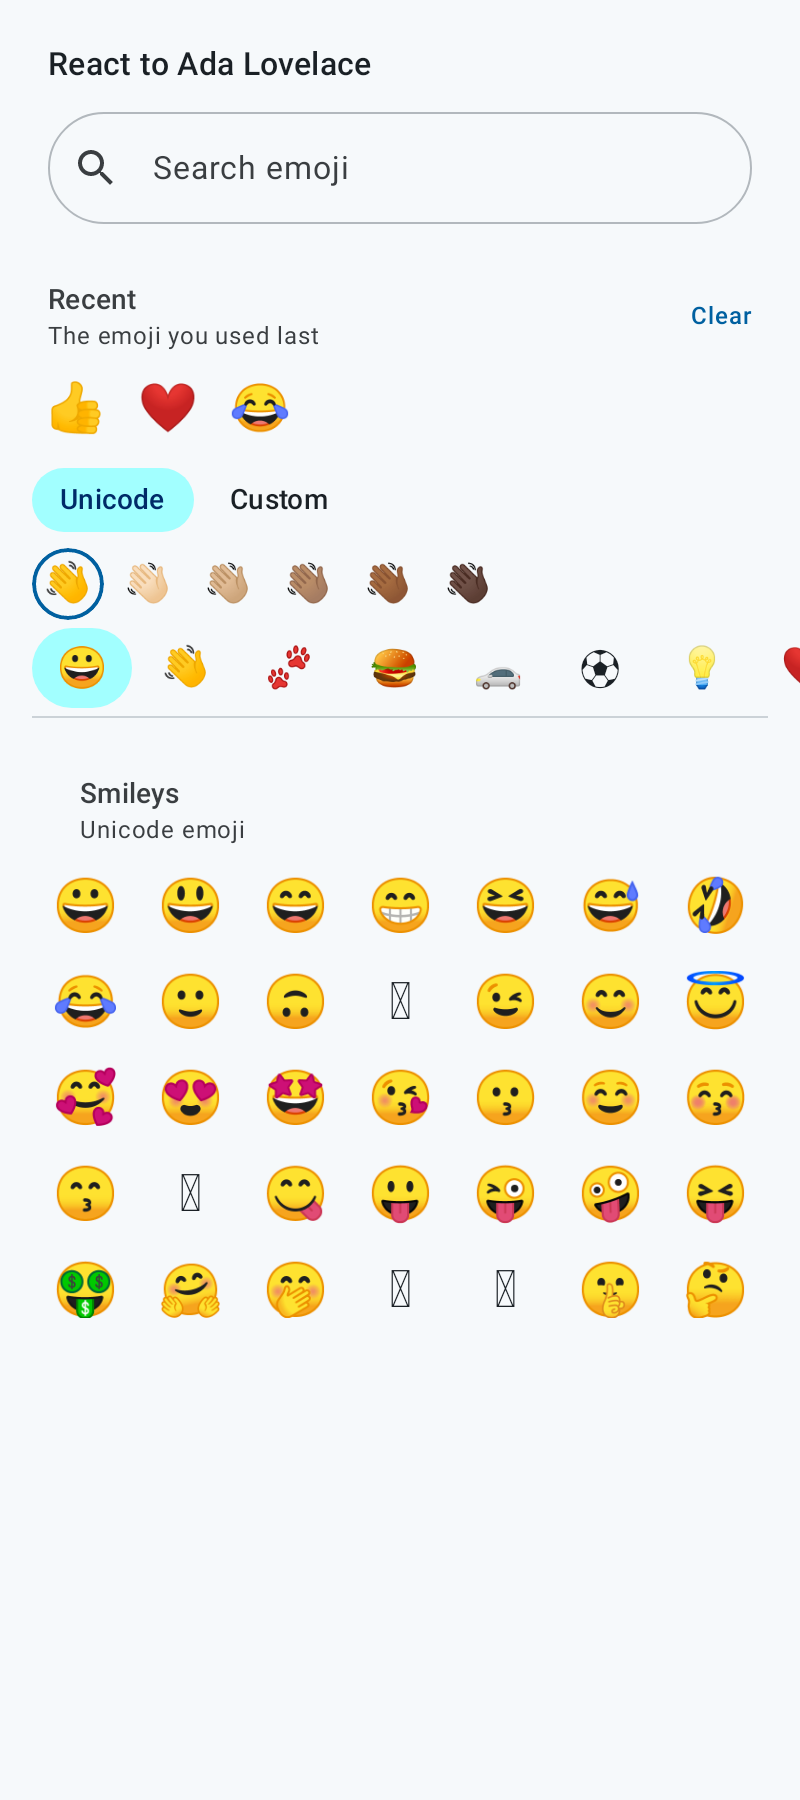 React to Ada Lovelace
Search emoji
Recent
The emoji you used last
Clear
Unicode
Custom
Smileys
Unicode emoji